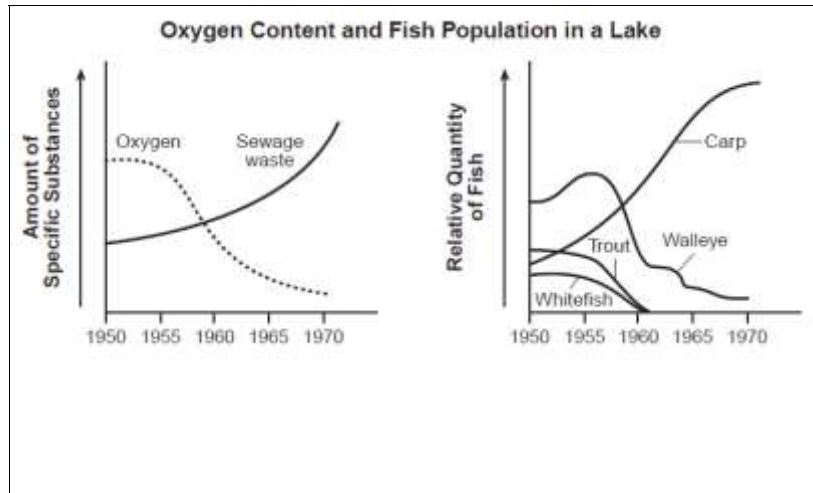 Oxygen Content and Fish Population in a Lake
Amount of
Specific Substances
Oxygen
Sewage
waste
1950 1955 1960 1965 1970
Relative Quantity
of Fish
Carp
Trout
Walleye
Whitefish
1950 1955 1960 1965 1970